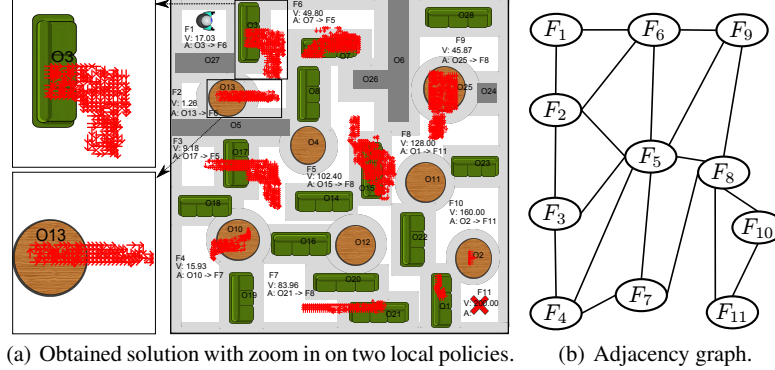 O3
O13
F1
V: 17.03
A: O3 -> F6
O27
O3
F6
V: 49.80
A: O7 -> F5
O7
O28
O6
F9
V: 45.87
A: O25 -> F8
O26
O25
O24
F2
V: 1.26
A: O13 -> F6
O13
O8
O5
F3
V: 9.18
A: O17 -> F5
O17
O4
F8
V: 128.00
A: O1 -> F11
F5
V: 102.40
A: O15 -> F8
O15
O11
O23
O18
O14
F10
V: 160.00
A: O2 -> F11
O10
O16
O12
O22
O2
F4
V: 15.93
A: O10 -> F7
F7
V: 83.96
A: O21 -> F8
O19
O20
O21
O1
F11
A:
F1
F6
F9
F2
F5
F8
F3
F10
F4
F7
F11
(a) Obtained solution with zoom in on two local policies.
(b) Adjacency graph.